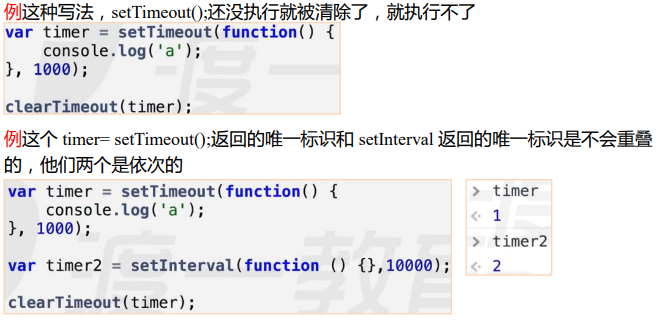 例这种写法，setTimeout();还没执行就被清除了，就执行不了
var timer = setTimeout(function() {
    console.log('a');
}, 1000);
clearTimeout(timer);
例这个 timer= setTimeout();返回的唯一标识和 setInterval 返回的唯一标识是不会重叠
的，他们两个是依次的
var timer = setTimeout(function() {
    console.log('a');
}, 1000);
var timer2 = setInterval(function () {},10000);
clearTimeout(timer);
> timer
<· 1
> timer2
<· 2
渡一教育